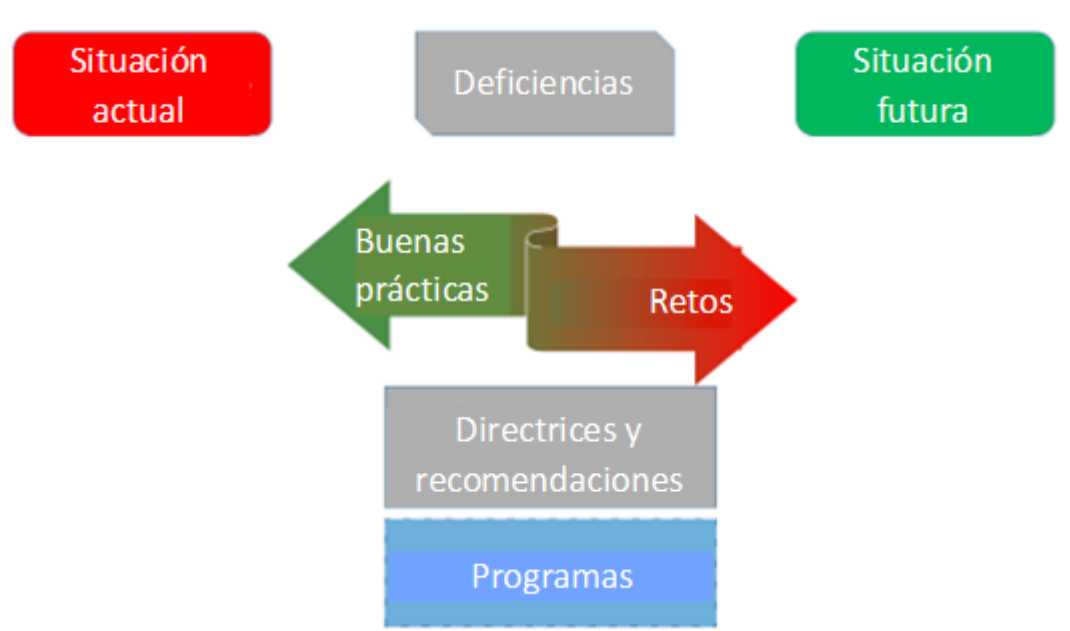 Situación
actual
Deficiencias
Situación
futura
Buenas
prácticas
Retos
Directrices y
recomendaciones
Programas